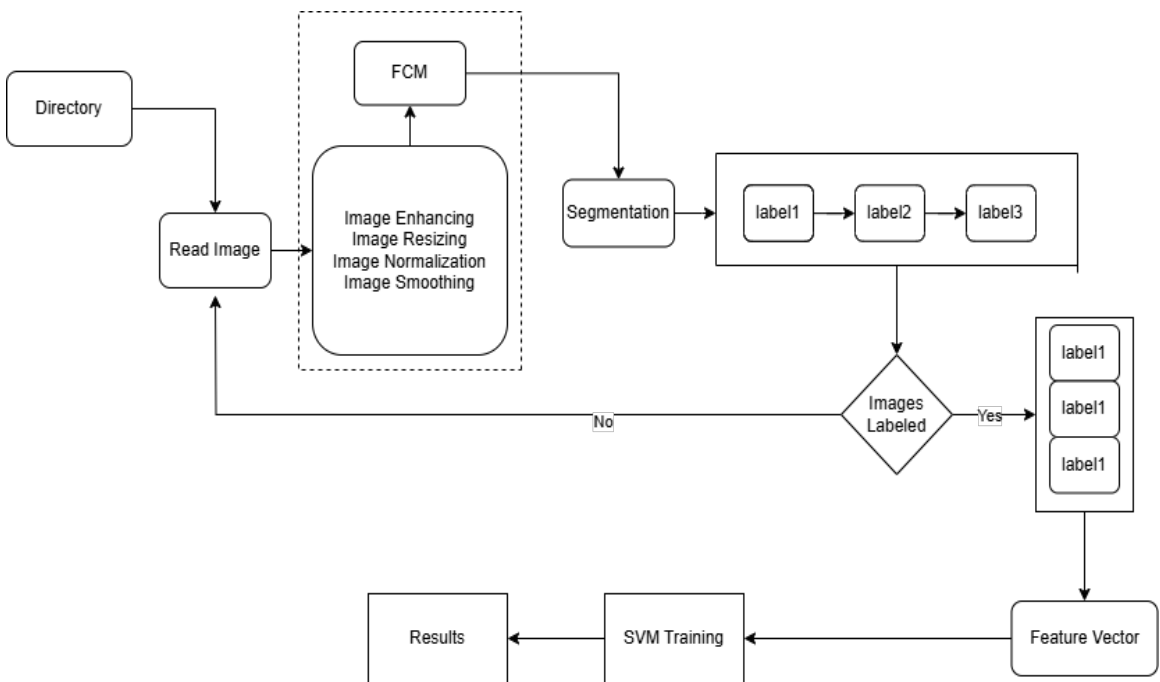 FCM
Directory
Image Enhancing
Image Resizing
Image Normalization
Image Smoothing
Read Image
Segmentation
label1
label2
label3
Images
Labeled
No
Yes
label1
label1
label1
Results
SVM Training
Feature Vector